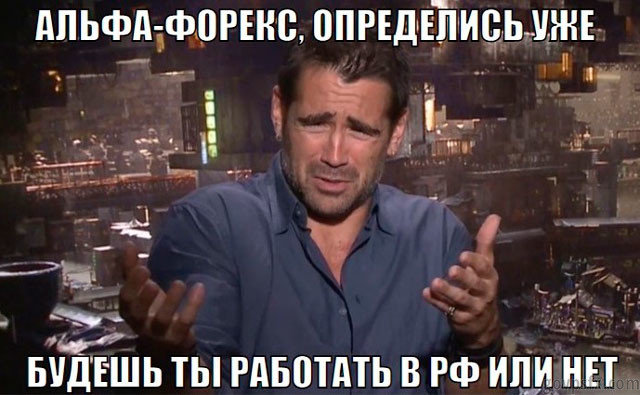 АЛЬФА-ФОРЕКС, ОПРЕДЕЛИСЬ УЖЕ
БУДЕШЬ ТЫ РАБОТАТЬ В РФ ИЛИ НЕТ